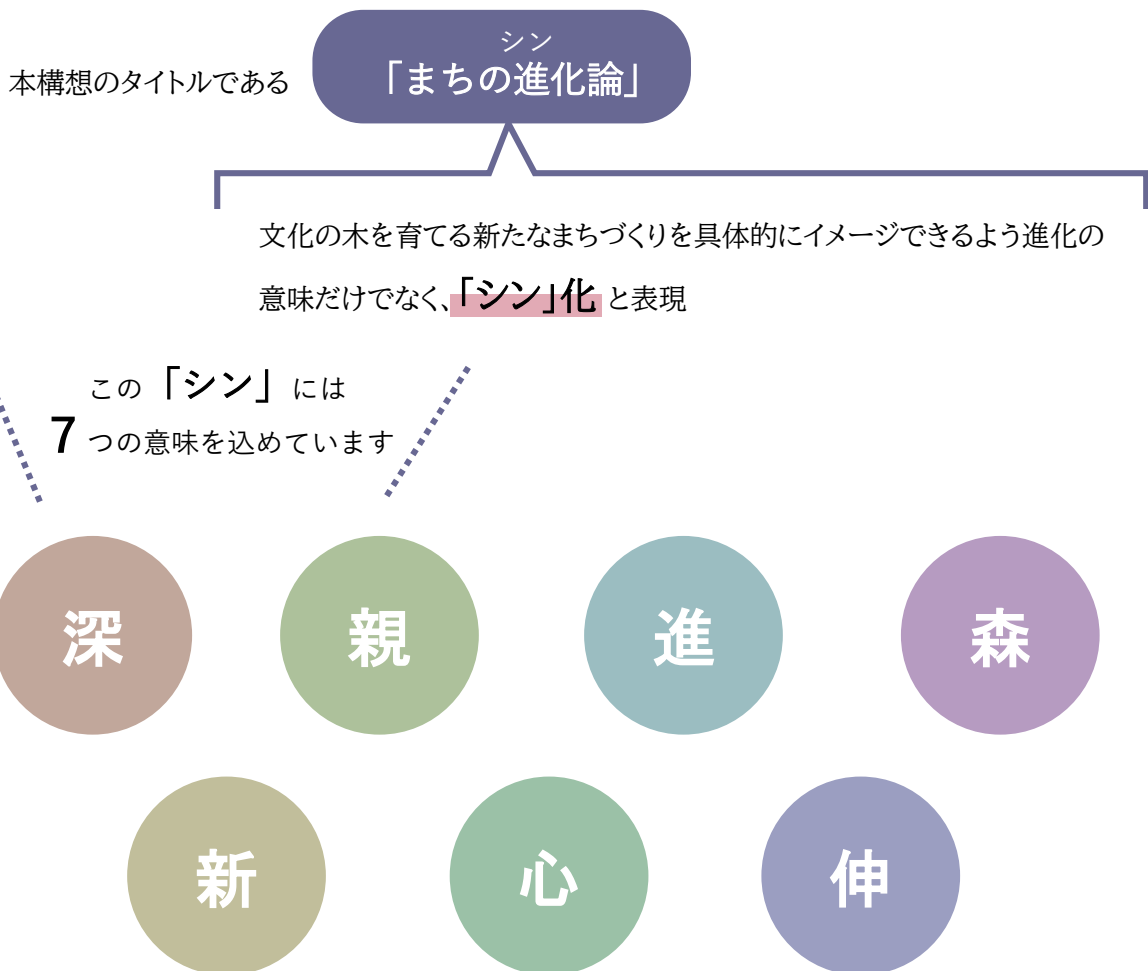 本構想のタイトルである
シン
「まちの進化論」
文化の木を育てる新たなまちづくりを具体的にイメージできるよう進化の
意味だけでなく、「シン」化 と表現
この「シン」には
7つの意味を込めています
深 親 進 森
新 心 伸